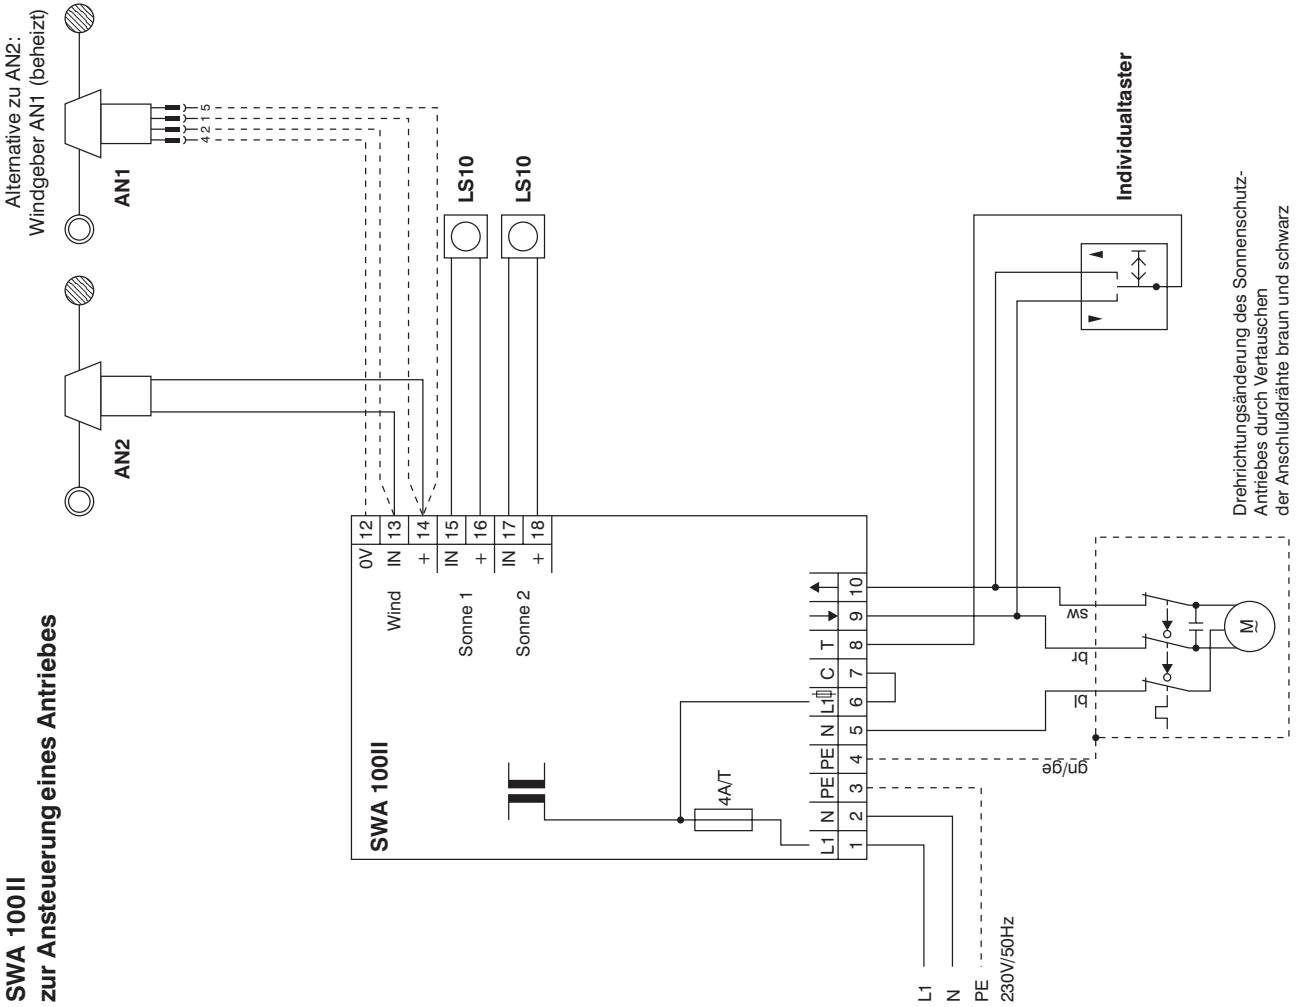 SWA 100 II
zur Ansteuerung eines Antriebes
Alternative zu AN2:
Windgeber AN1 (beheizt)
AN2
AN1
4 2 1 5
LS10
LS10
0V 12
IN 13
+ 14
IN 15
+ 16
IN 17
+ 18
Wind
Sonne 1
Sonne 2
SWA 100II
4A/T
L1 N PE PE N L1 C T
1 2 3 4 5 6 7 8 9 10
L1
N
PE
230V/50Hz
gn/ge
bl
br
sw
M
~
Individualtaster
Drehrichtungsänderung des Sonnenschutz-
Antriebes durch Vertauschen
der Anschlußdrähte braun und schwarz